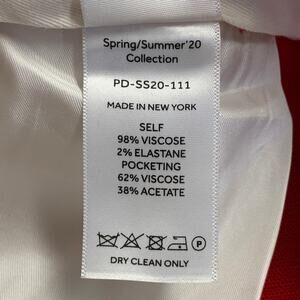 Spring/Summer'20
Collection
PD-SS20-111
MADE IN NEW YORK
SELF
98% VISCOSE
2% ELASTANE
POCKETING
62% VISCOSE
38% ACETATE
P
DRY CLEAN ONLY